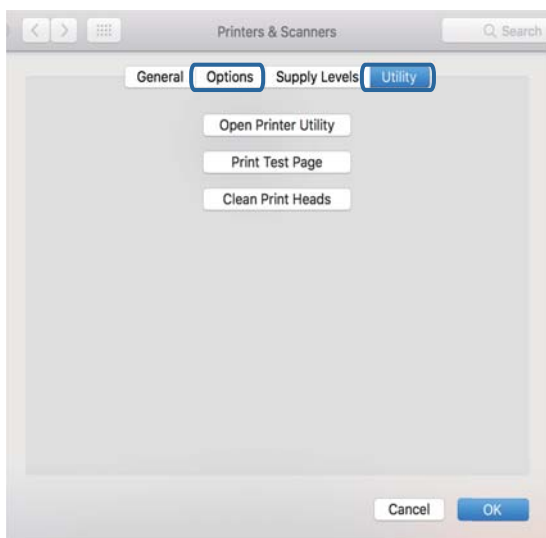 Printers & Scanners Search
General Options Supply Levels Utility
Open Printer Utility
Print Test Page
Clean Print Heads
Cancel OK